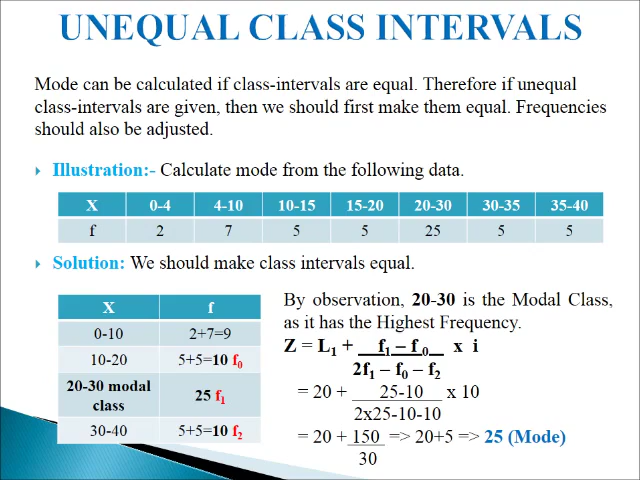 UNEQUAL CLASS INTERVALS
Mode can be calculated if class-intervals are equal. Therefore if unequal
class-intervals are given, then we should first make them equal. Frequencies
should also be adjusted.
Illustration:- Calculate mode from the following data.
X 0-4 4-10 10-15 15-20 20-30 30-35 35-40
f 2 7 5 5 25 5 5
Solution: We should make class intervals equal.
X f
0-10 2+7=9
10-20 5+5=10 f0
20-30 modal
class 25 f1
30-40 5+5=10 f2
By observation, 20-30 is the Modal Class,
as it has the Highest Frequency.
Z = L1 + f1 – f0 x i
2f1 – f0 – f2
= 20 + 25-10 x 10
2x25-10-10
= 20 + 150 => 20+5 => 25 (Mode)
30